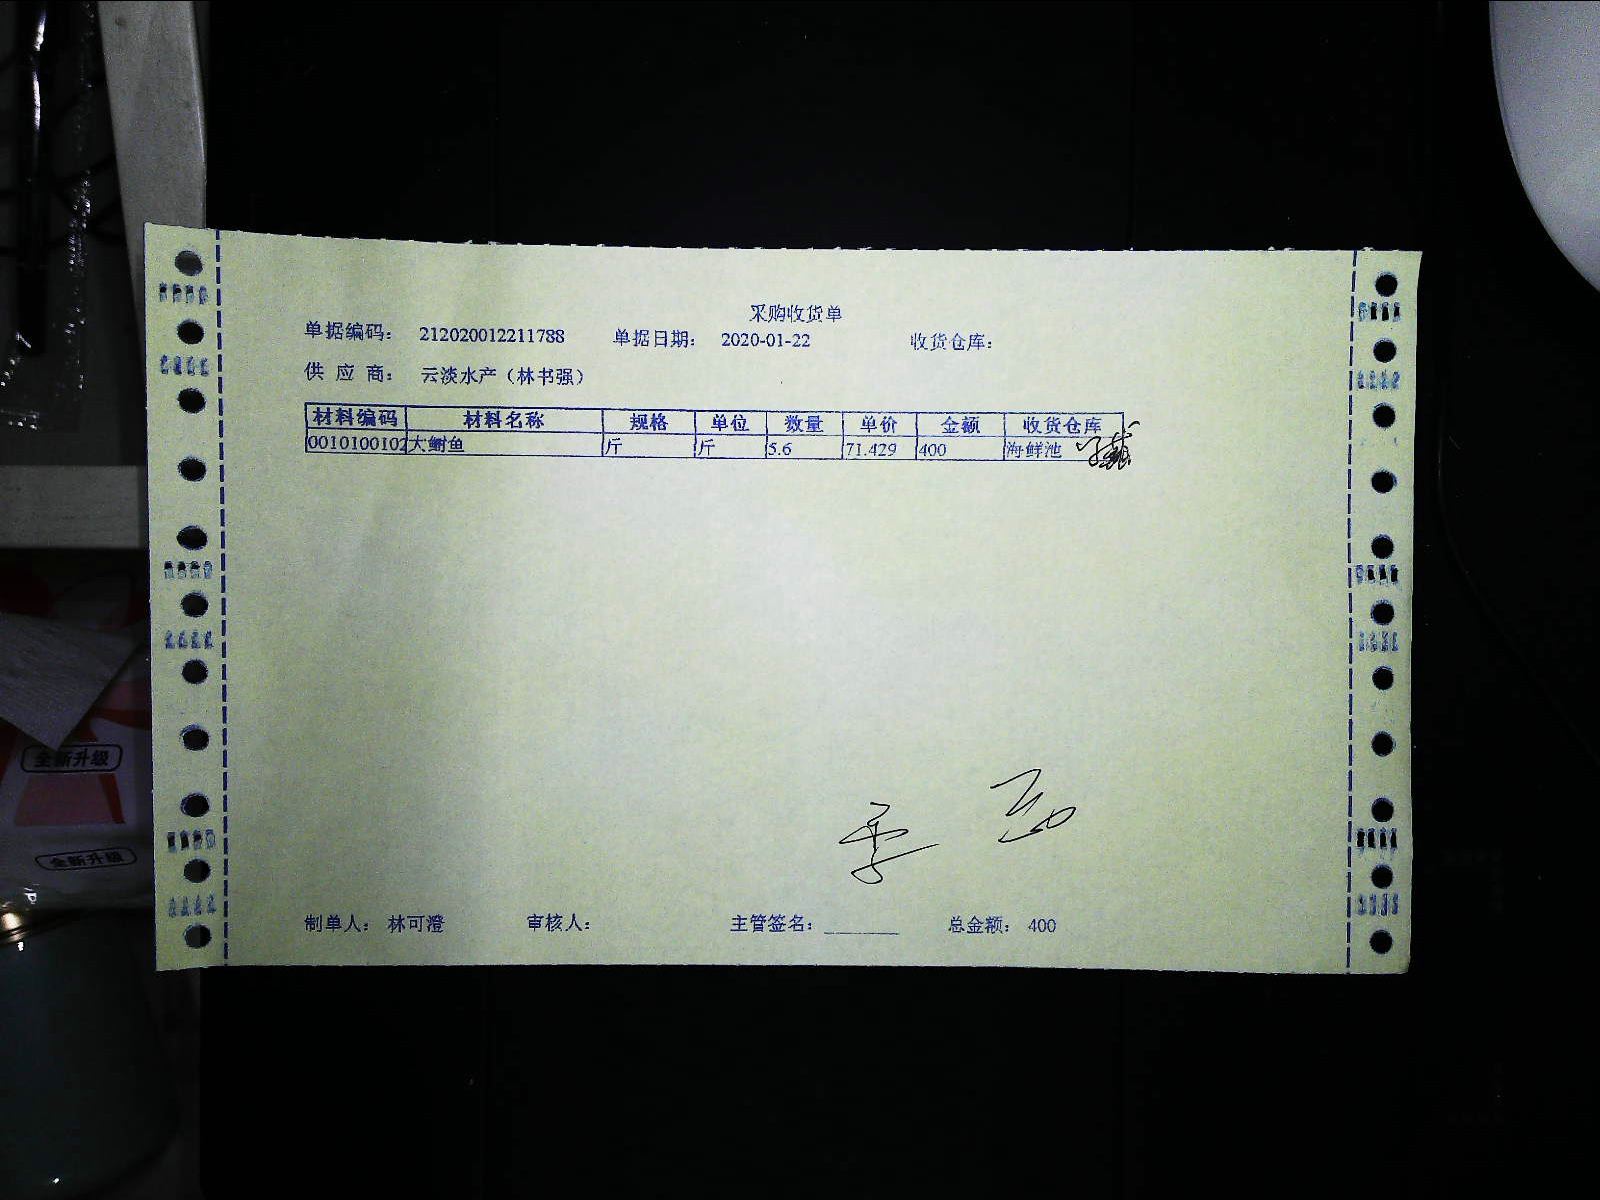 采购收货单
单据编码： 212020012211788 单据日期： 2020-01-22 收货仓库：
供 应 商： 云淡水产（林书强）
材料编码 材料名称 规格 单位 数量 单价 金额 收货仓库
0010100102 大鲥鱼 斤 斤 5.6 71.429 400 海鲜池
制单人： 林可澄 审核人： 主管签名： 总金额： 400
全新升级
全新升级